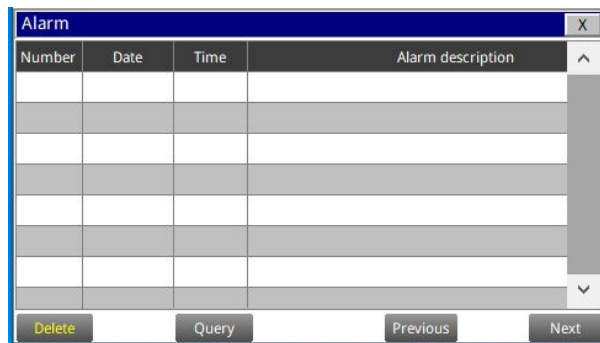 Alarm X
Number Date Time Alarm description
Delete Query Previous Next